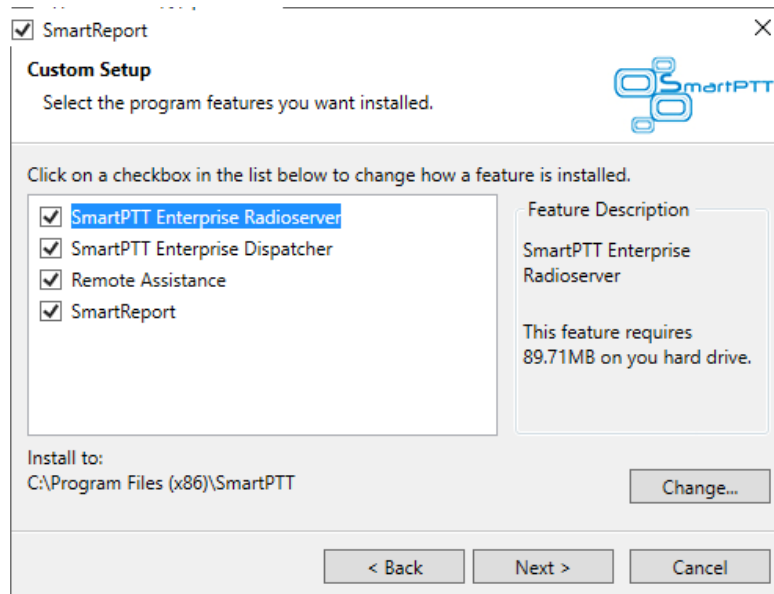 SmartReport
Custom Setup
Select the program features you want installed.
SmartPTT
Click on a checkbox in the list below to change how a feature is installed.
SmartPTT Enterprise Radioserver
SmartPTT Enterprise Dispatcher
Remote Assistance
SmartReport
Feature Description
SmartPTT Enterprise
Radioserver
This feature requires
89.71MB on you hard drive.
Install to:
C:\Program Files (x86)\SmartPTT
Change...
< Back
Next >
Cancel